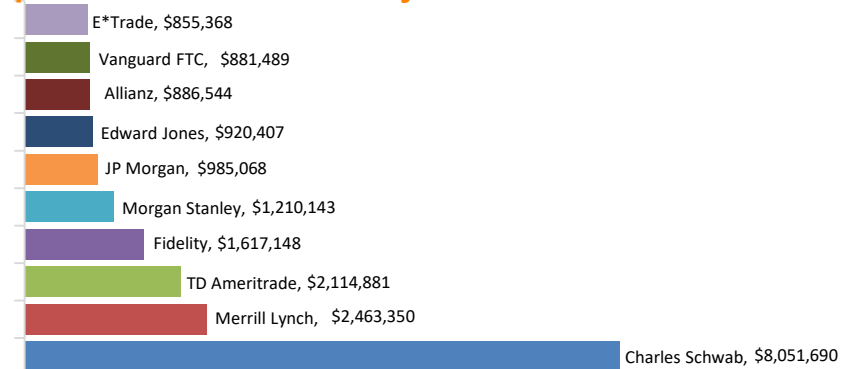 E*Trade, $855,368
Vanguard FTC, $881,489
Allianz, $886,544
Edward Jones, $920,407
JP Morgan, $985,068
Morgan Stanley, $1,210,143
Fidelity, $1,617,148
TD Ameritrade, $2,114,881
Merrill Lynch, $2,463,350
Charles Schwab, $8,051,690